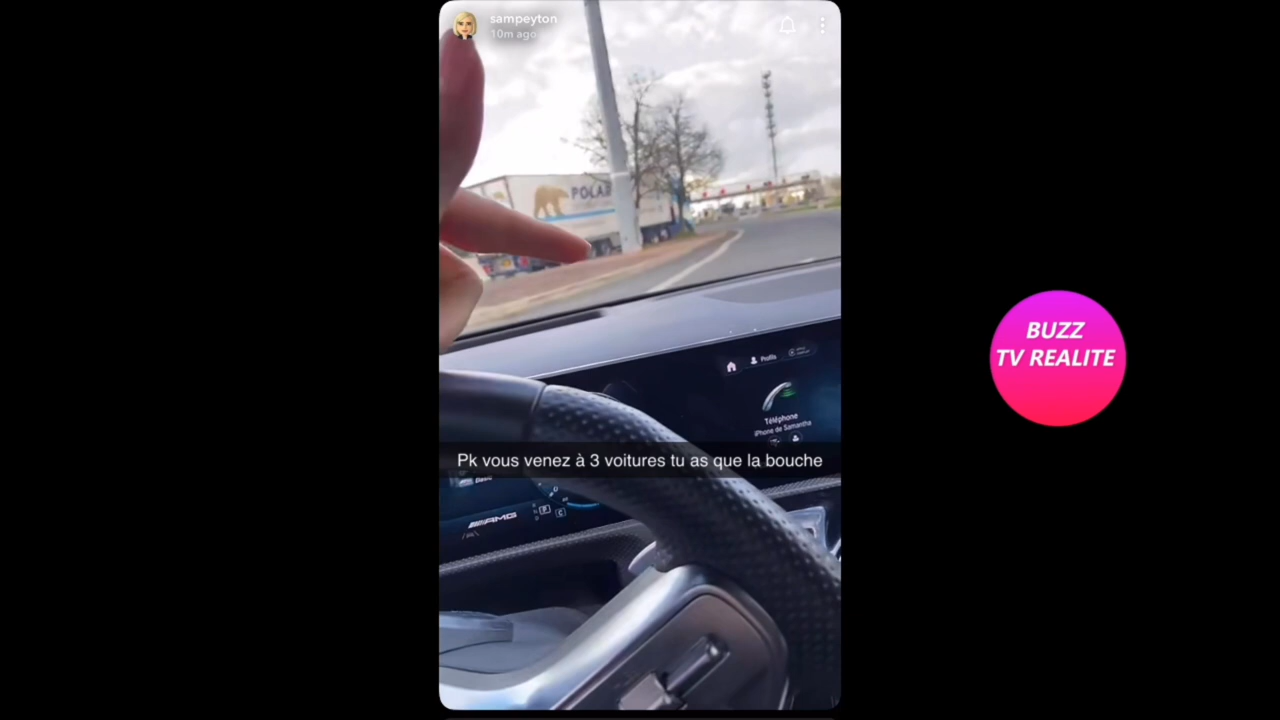 sampeyton
10m ago
POLAR
Profils
Téléphone
iPhone de Samantha
Pk vous venez à 3 voitures tu as que la bouche
Basic
P
C
AMG
BUZZ
TV REALITE